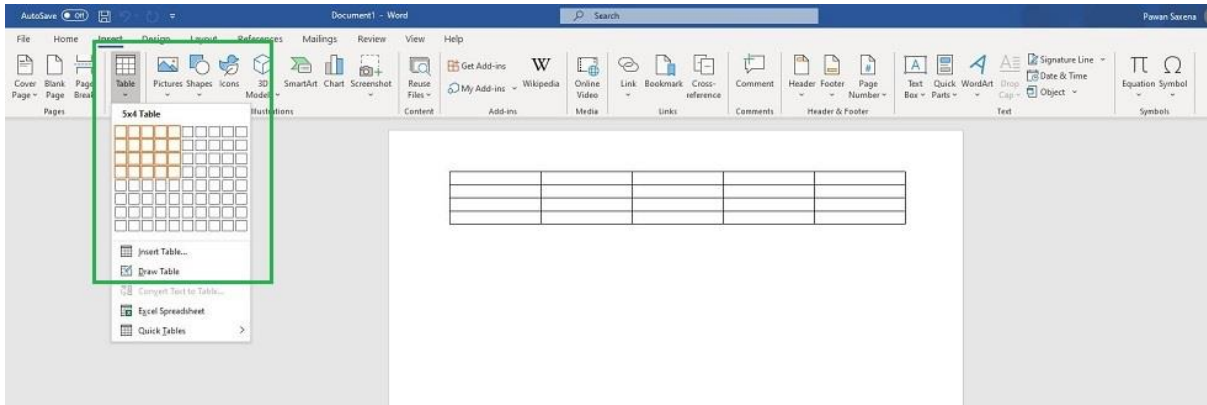 AutoSave Off Document1 - Word Search Pawan Saxena
File Home Insert Design Layout References Mailings Review View Help
Cover Page Blank Page Page Break
Pages
Table
Pictures Shapes Icons 3D Models SmartArt Chart Screenshot
Illustrations
Reuse Files
Content
Get Add-ins
My Add-ins
Wikipedia
Add-ins
Online Video
Media
Link Bookmark Cross-reference
Links
Comment
Comments
Header Footer Page Number
Header & Footer
Text Box Quick Parts WordArt Drop Cap
Signature Line
Date & Time
Object
Text
Equation Symbol
Symbols
5x4 Table
Insert Table...
Draw Table
Convert Text to Table...
Excel Spreadsheet
Quick Tables